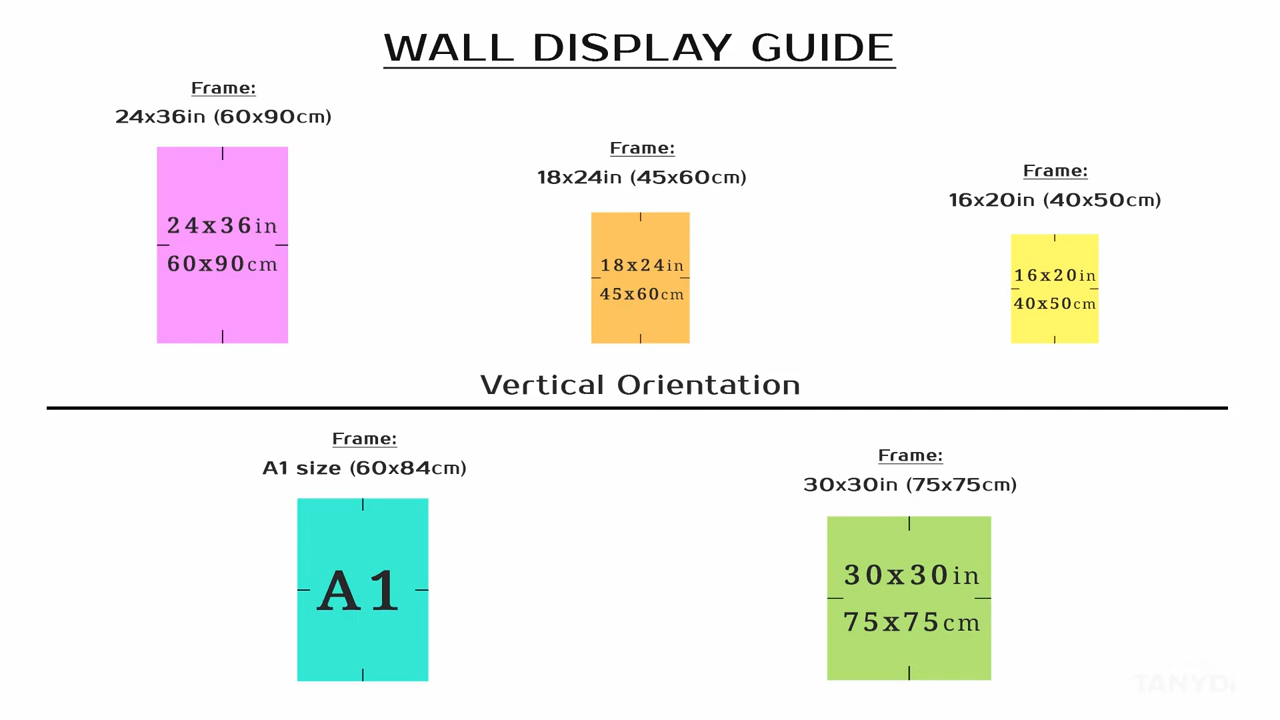 WALL DISPLAY GUIDE
Frame:
24x36in (60x90cm)
24x36in
60x90cm
Frame:
18x24in (45x60cm)
18x24in
45x60cm
Frame:
16x20in (40x50cm)
16x20in
40x50cm
Vertical Orientation
Frame:
A1 size (60x84cm)
A1
Frame:
30x30in (75x75cm)
30x30in
75x75cm